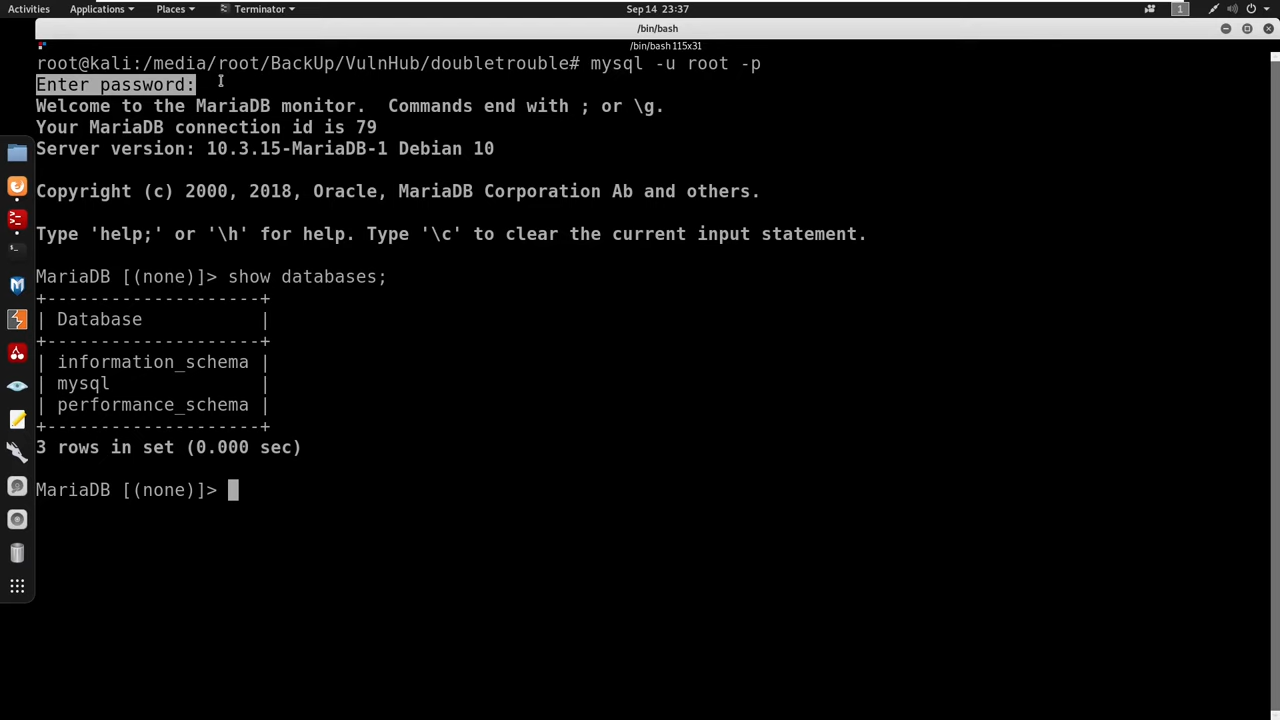 Activities Applications Places Terminator Sep 14 23:37 1
/bin/bash
/bin/bash 115x31
root@kali:/media/root/BackUp/VulnHub/doubletrouble# mysql -u root -p
Enter password:
Welcome to the MariaDB monitor.  Commands end with ; or \g.
Your MariaDB connection id is 79
Server version: 10.3.15-MariaDB-1 Debian 10
Copyright (c) 2000, 2018, Oracle, MariaDB Corporation Ab and others.
Type 'help;' or '\h' for help. Type '\c' to clear the current input statement.
MariaDB [(none)]> show databases;
+--------------------+
| Database           |
+--------------------+
| information_schema |
| mysql              |
| performance_schema |
+--------------------+
3 rows in set (0.000 sec)
MariaDB [(none)]>